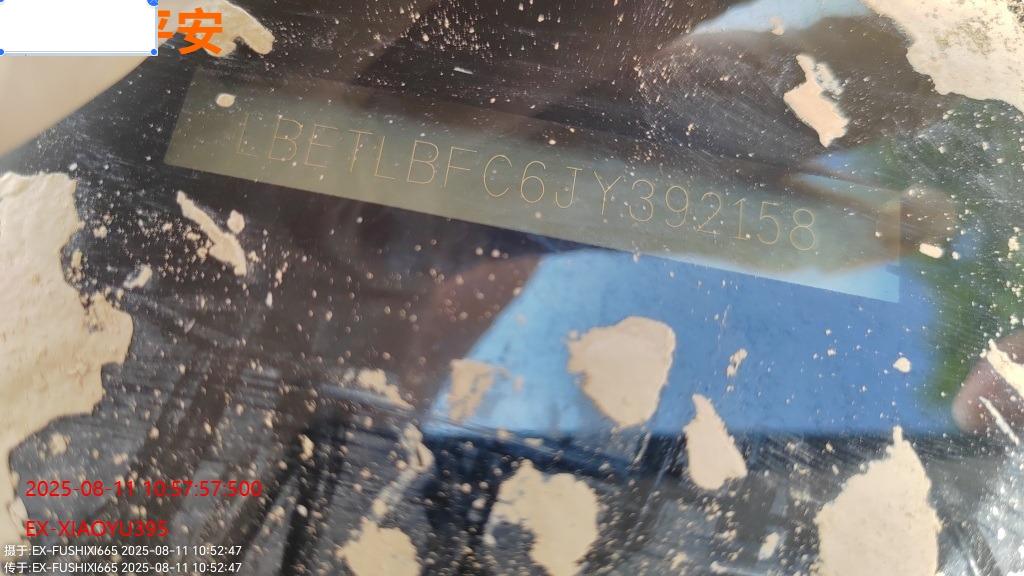 平安
LBETLBFC6JY392158
2025-08-11 10:57:57.500
EX-XIAOYU395
摄于:EX-FUSHIXI665 2025-08-11 10:52:47
传于:EX-FUSHIXI665 2025-08-11 10:52:47